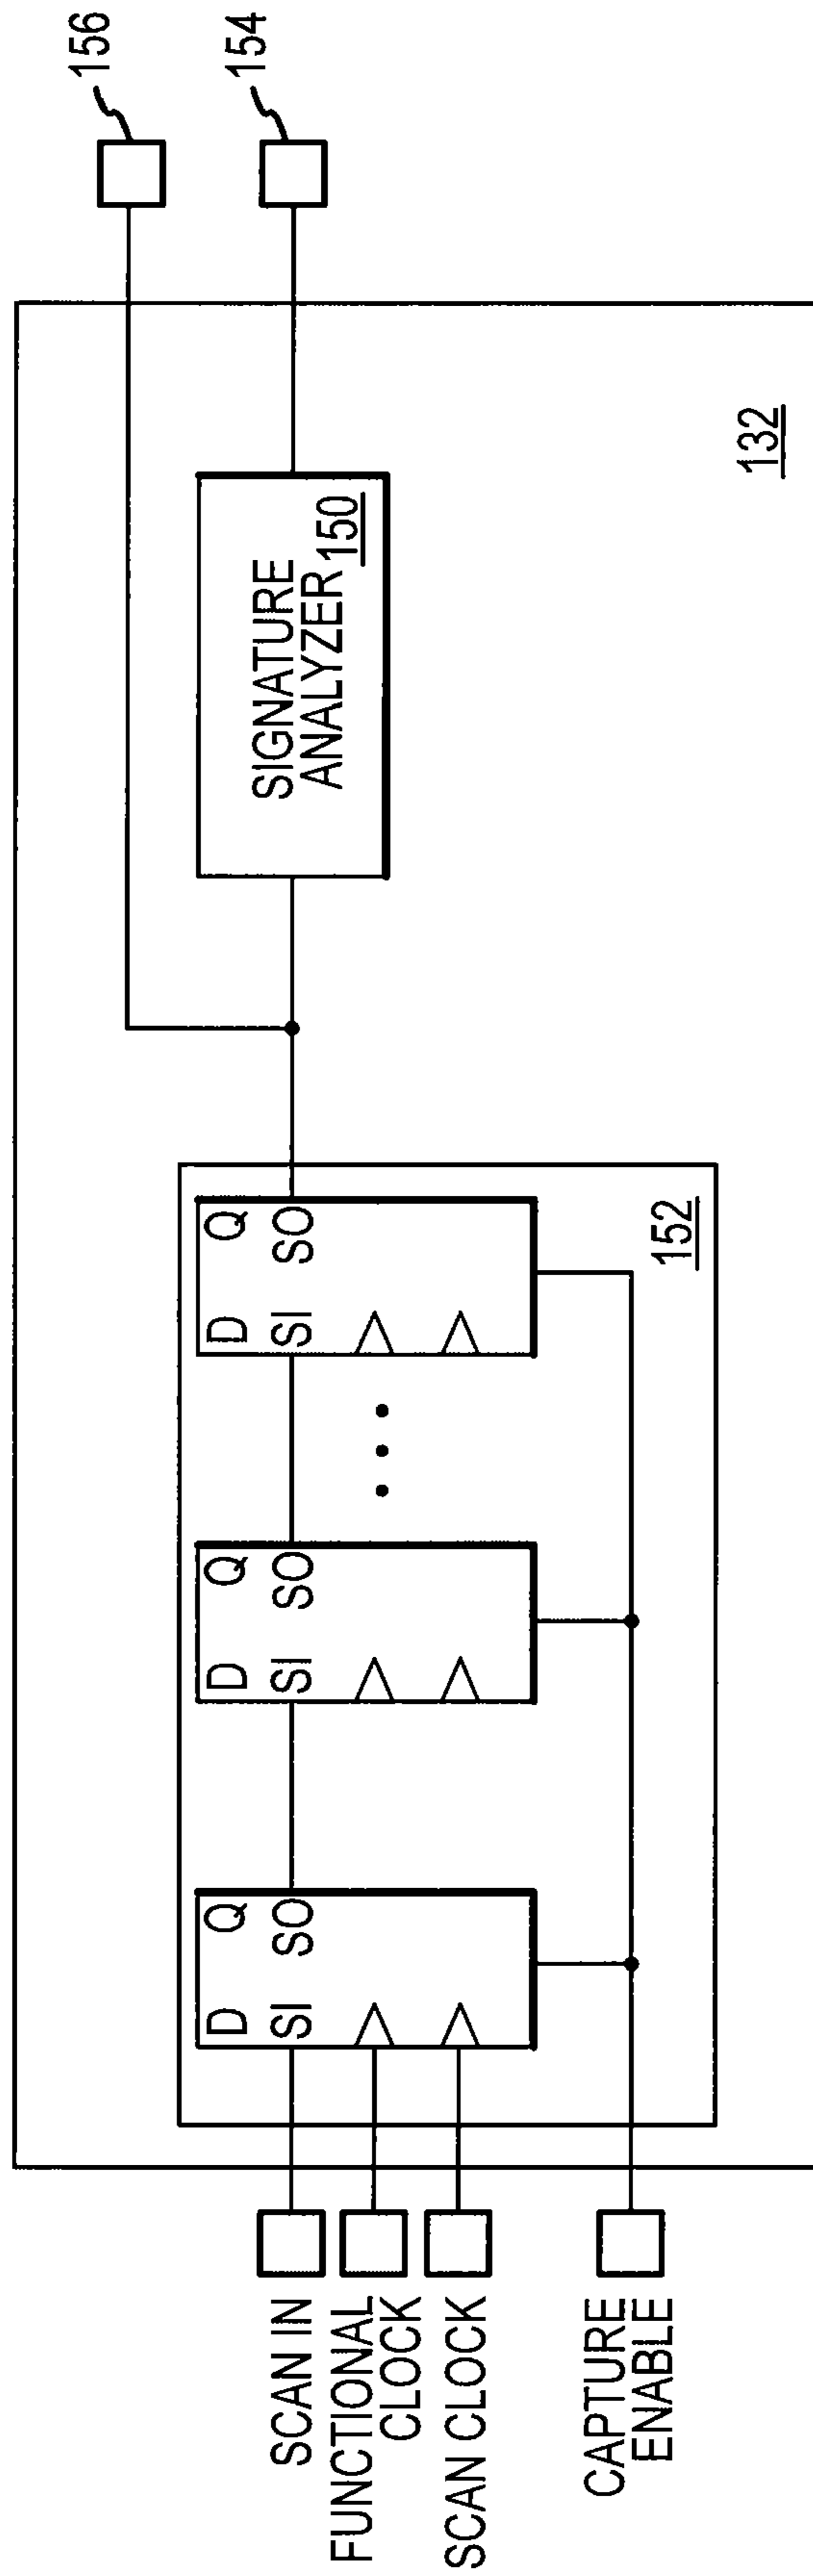 156
154
132
SIGNATURE
ANALYZER
150
152
D Q
SI SO
D Q
SI SO
D Q
SI SO
SCAN IN
FUNCTIONAL
CLOCK
SCAN CLOCK
CAPTURE
ENABLE